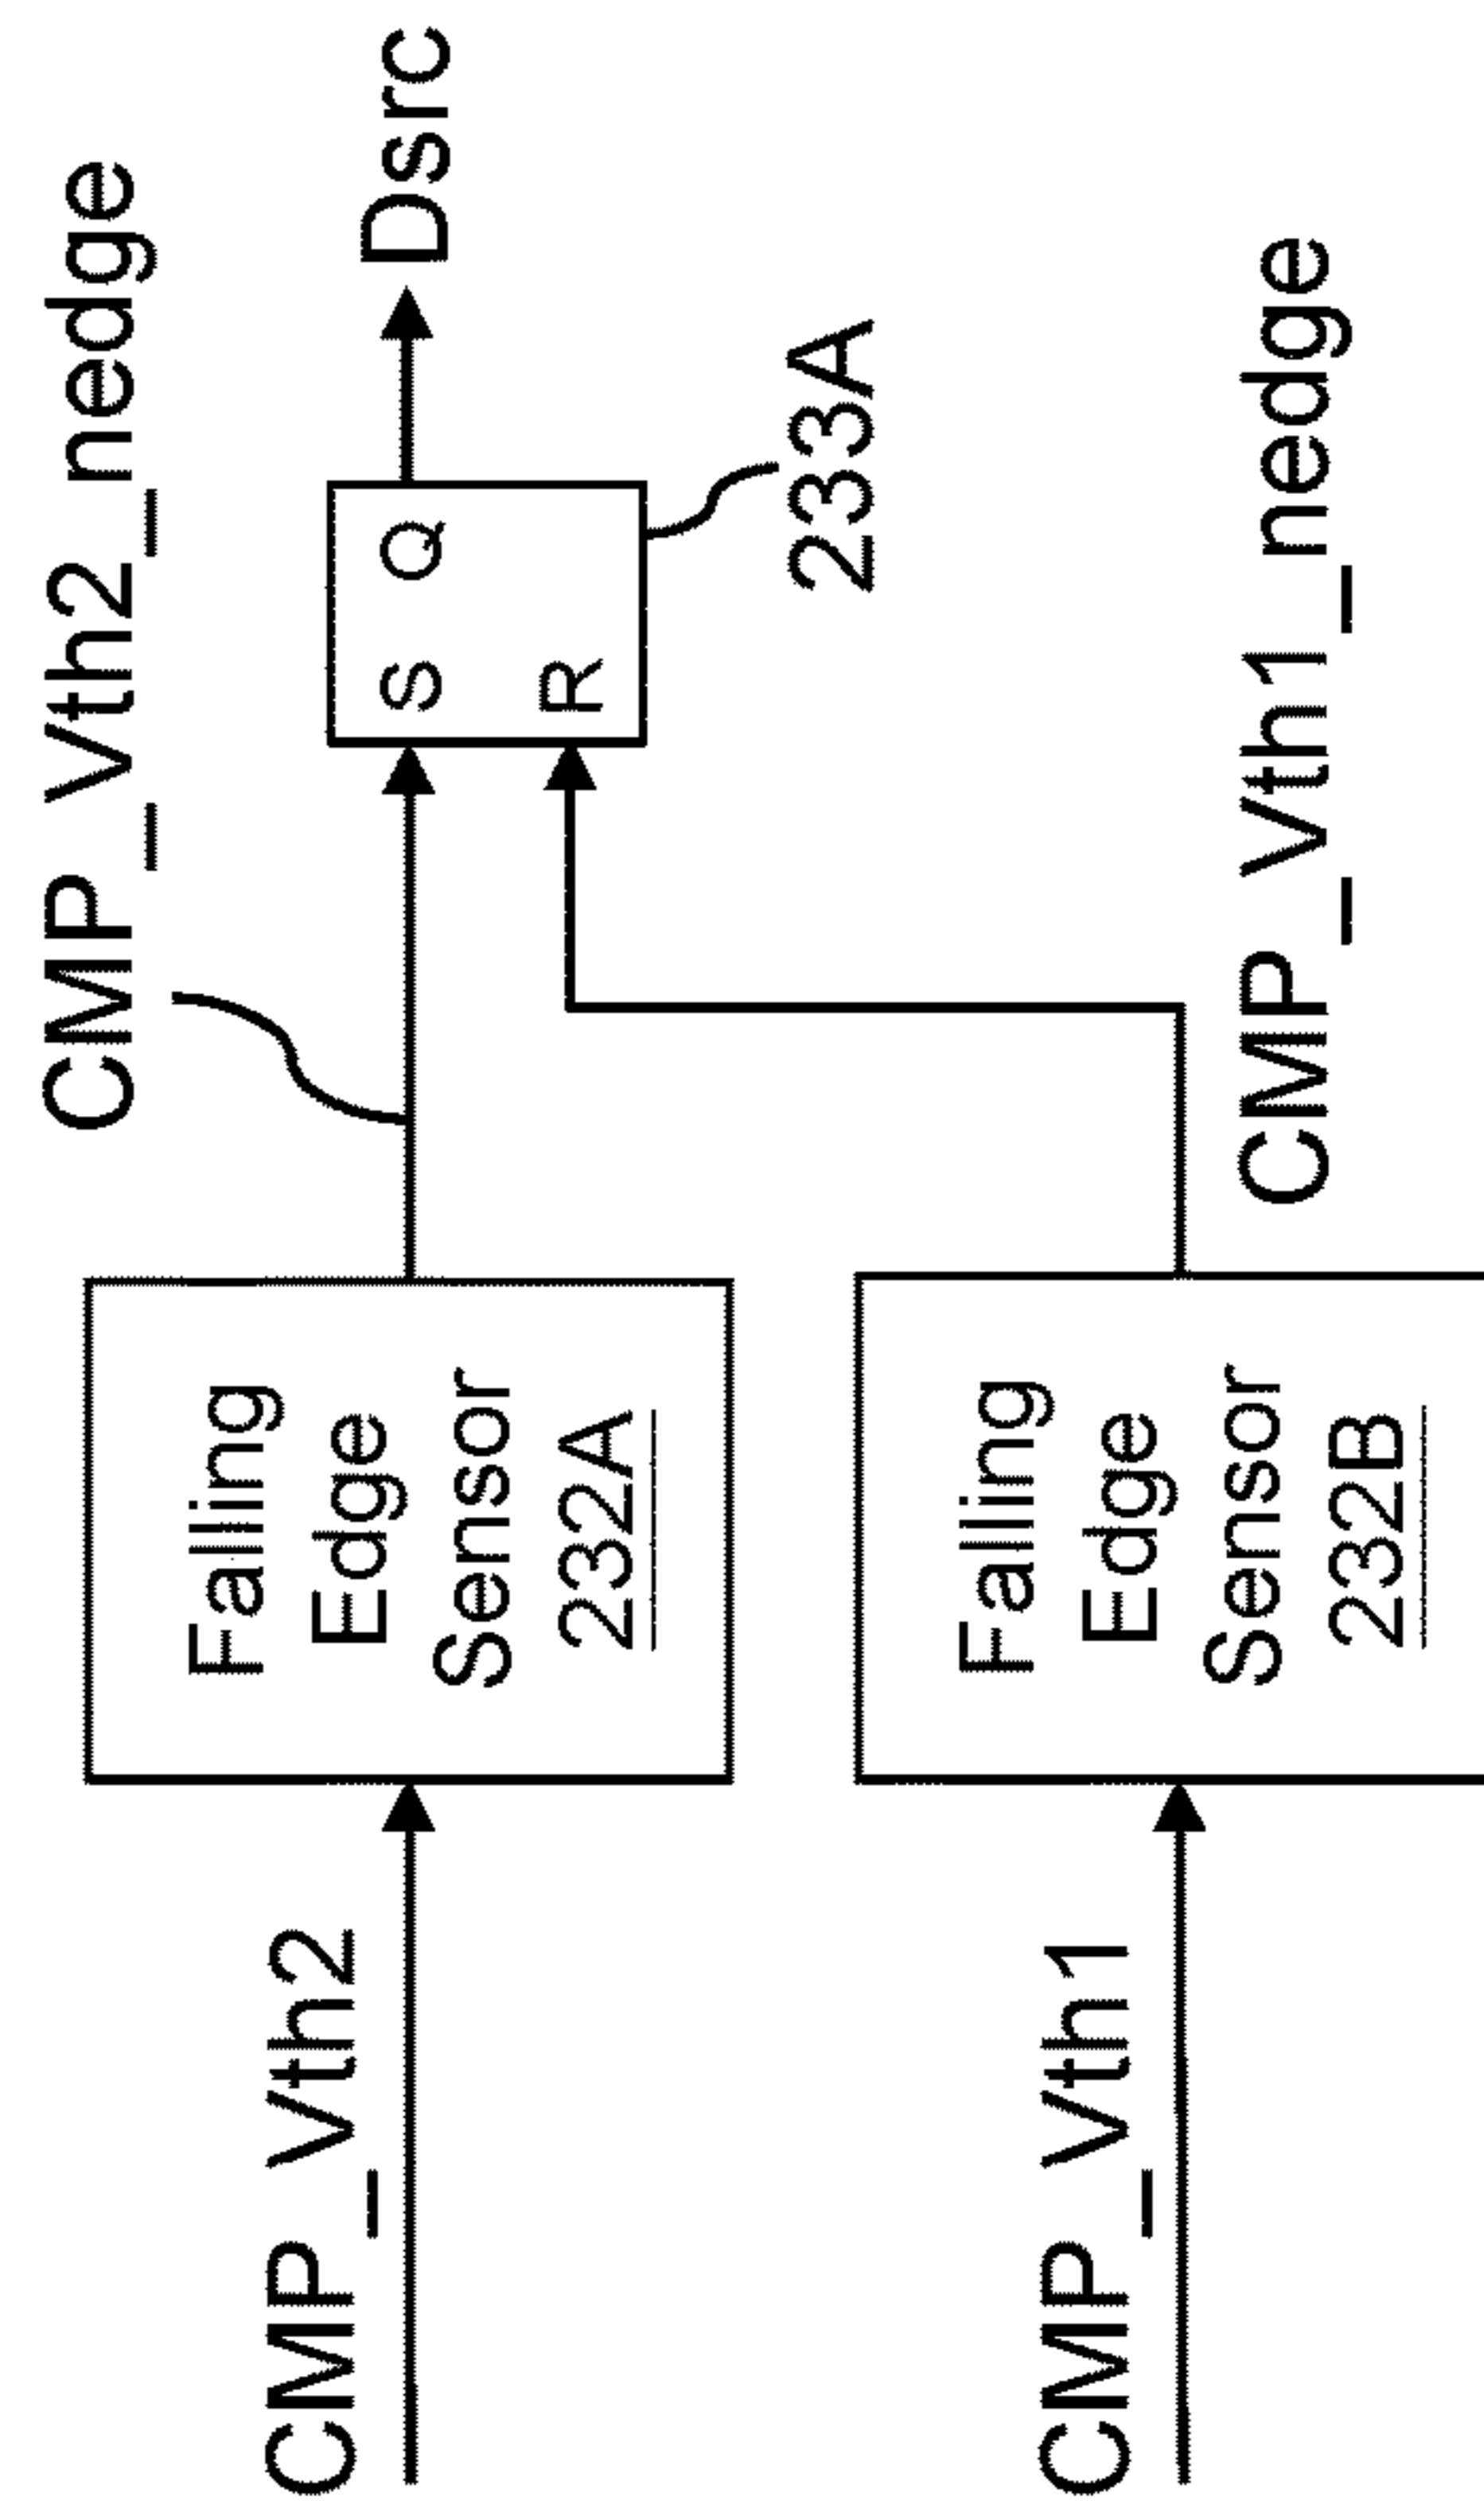 CMP_Vth2_nedge
CMP_Vth2
Falling
Edge
Sensor
232A
S Q
R
Dsrc
233A
CMP_Vth1
Falling
Edge
Sensor
232B
CMP_Vth1_nedge